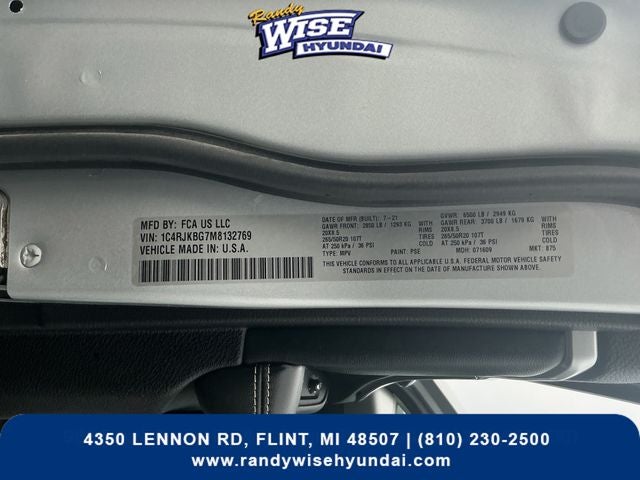 Randy
WISE
HYUNDAI
MFD BY: FCA US LLC
VIN: 1C4RJKBG7M8132769
VEHICLE MADE IN U.S.A.
DATE OF MFR (BUILT): 7-21
GAWR FRONT: 2850 LB / 1293 KG WITH
20X8.5 RIMS
265/50R20 107T TIRES
AT 250 kPa / 36 PSI COLD
TYPE: MPV PAINT: PSE
GVWR: 6500 LB / 2949 KG
GAWR REAR: 3700 LB / 1679 KG WITH
20X8.5 RIMS
265/50R20 107T TIRES
AT 250 kPa / 36 PSI COLD
MDH: 071609 MKT: 875
THIS VEHICLE CONFORMS TO ALL APPLICABLE U.S.A. FEDERAL MOTOR VEHICLE SAFETY
STANDARDS IN EFFECT ON THE DATE OF MANUFACTURE SHOWN ABOVE.
4350 LENNON RD, FLINT, MI 48507 | (810) 230-2500
www.randywisehyundai.com